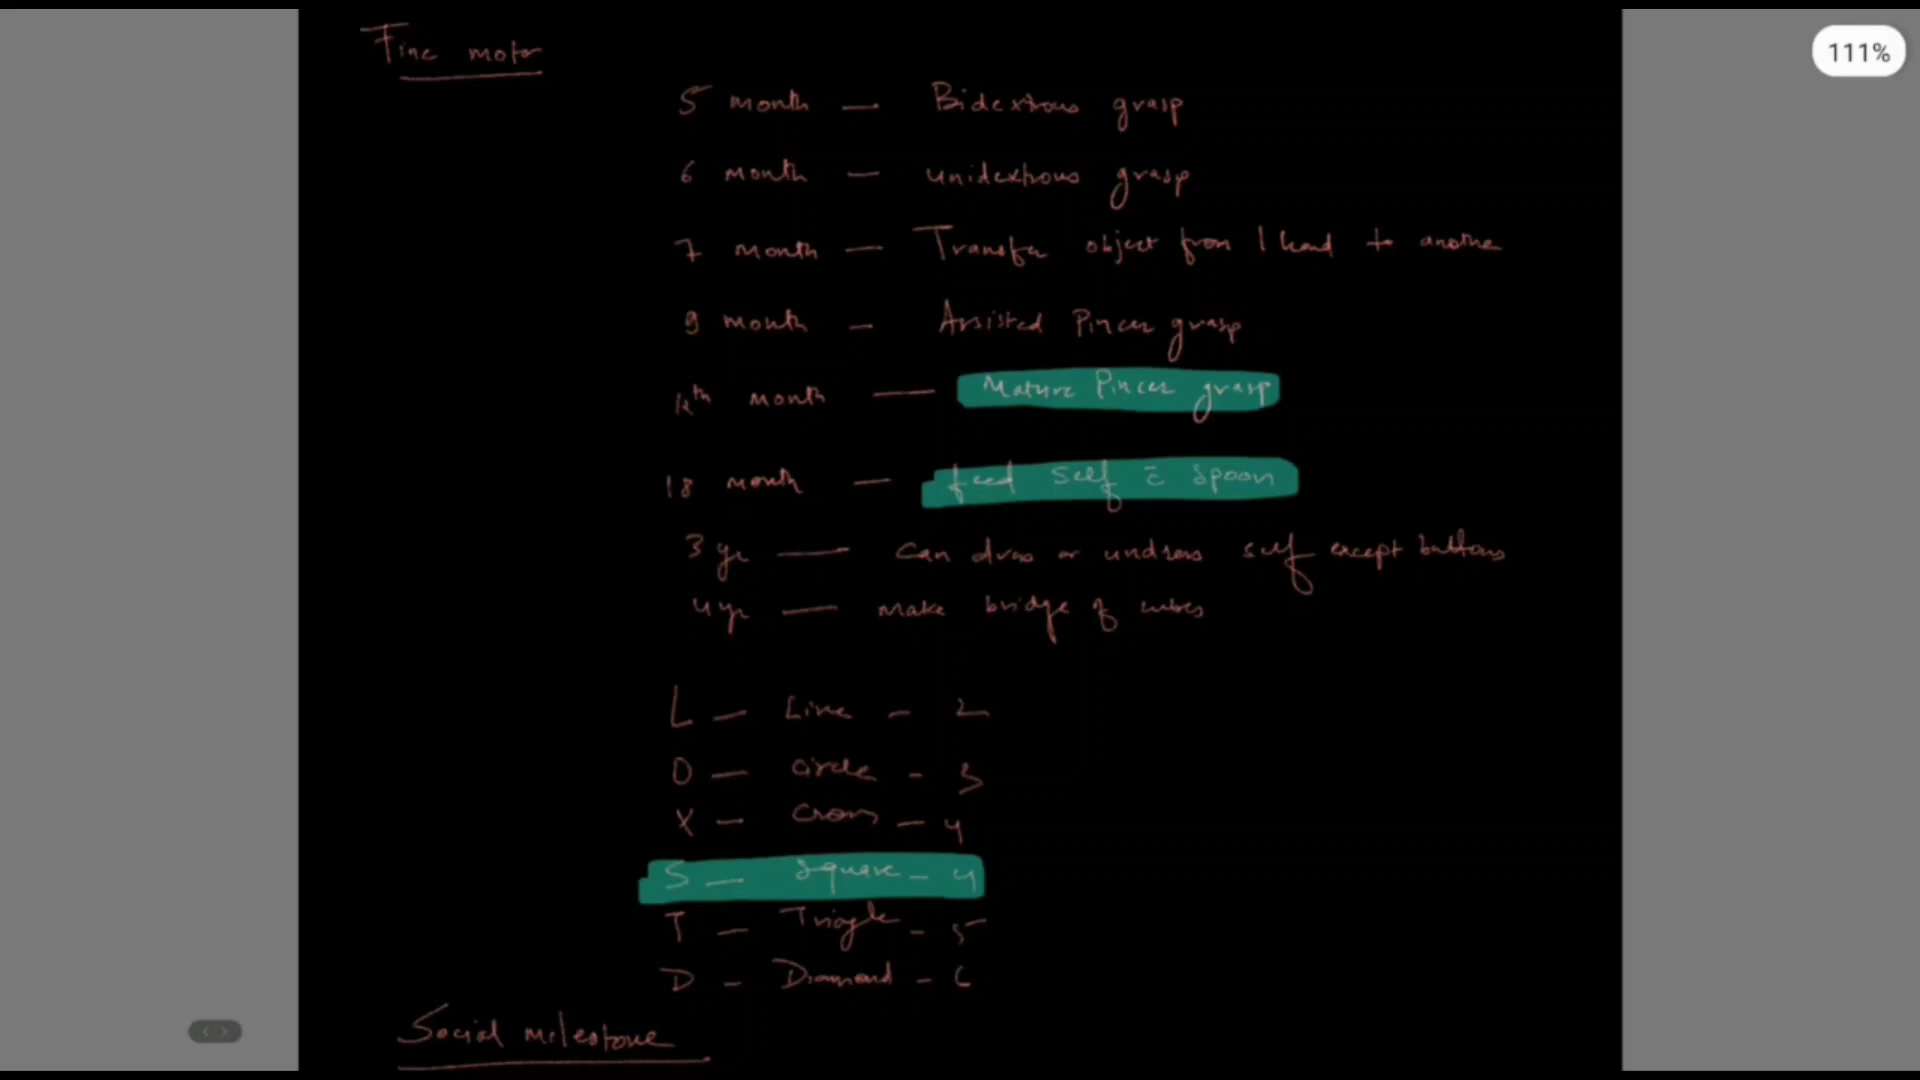 111%
Fine motor
5 month — Bidextrous grasp
6 month — unidextrous grasp
7 month — Transfer object from 1 hand to another
9 month — Assisted Pincer grasp
12th month — Mature Pincer grasp
18 month — feed self c̄ spoon
3 yr — can dress or undress self except buttons
4 yr — make bridge of cubes
L — Line - 2
O — circle - 3
X — Cross - 4
S — Square - 4
T — Triagle - 5
D - Diamond - 6
Social milestone